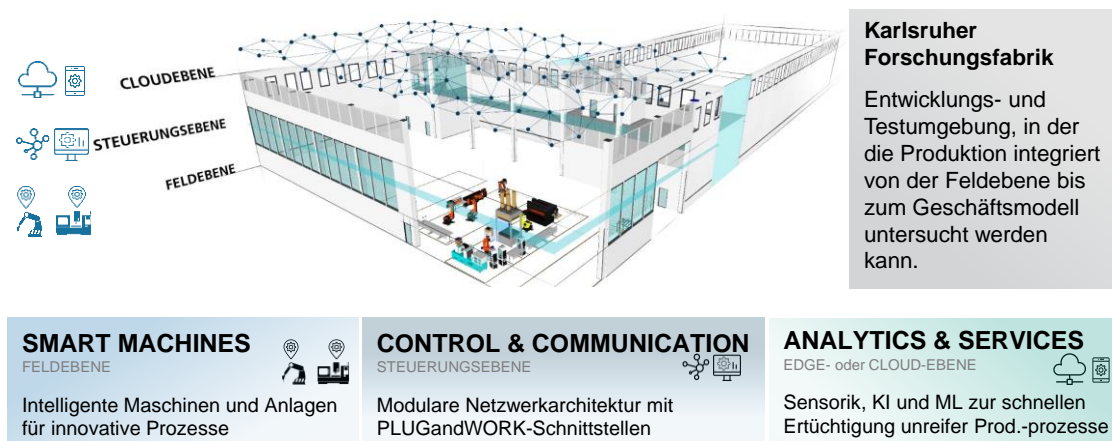 CLOUDEBENE
STEUERUNGSEBENE
FELDEBENE
Karlsruher
Forschungsfabrik
Entwicklungs- und
Testumgebung, in der
die Produktion integriert
von der Feldebene bis
zum Geschäftsmodell
untersucht werden
kann.
SMART MACHINES
FELDEBENE
Intelligente Maschinen und Anlagen
für innovative Prozesse
CONTROL & COMMUNICATION
STEUERUNGSEBENE
Modulare Netzwerkarchitektur mit
PLUGandWORK-Schnittstellen
ANALYTICS & SERVICES
EDGE- oder CLOUD-EBENE
Sensorik, KI und ML zur schnellen
Ertüchtigung unreifer Prod.-prozesse